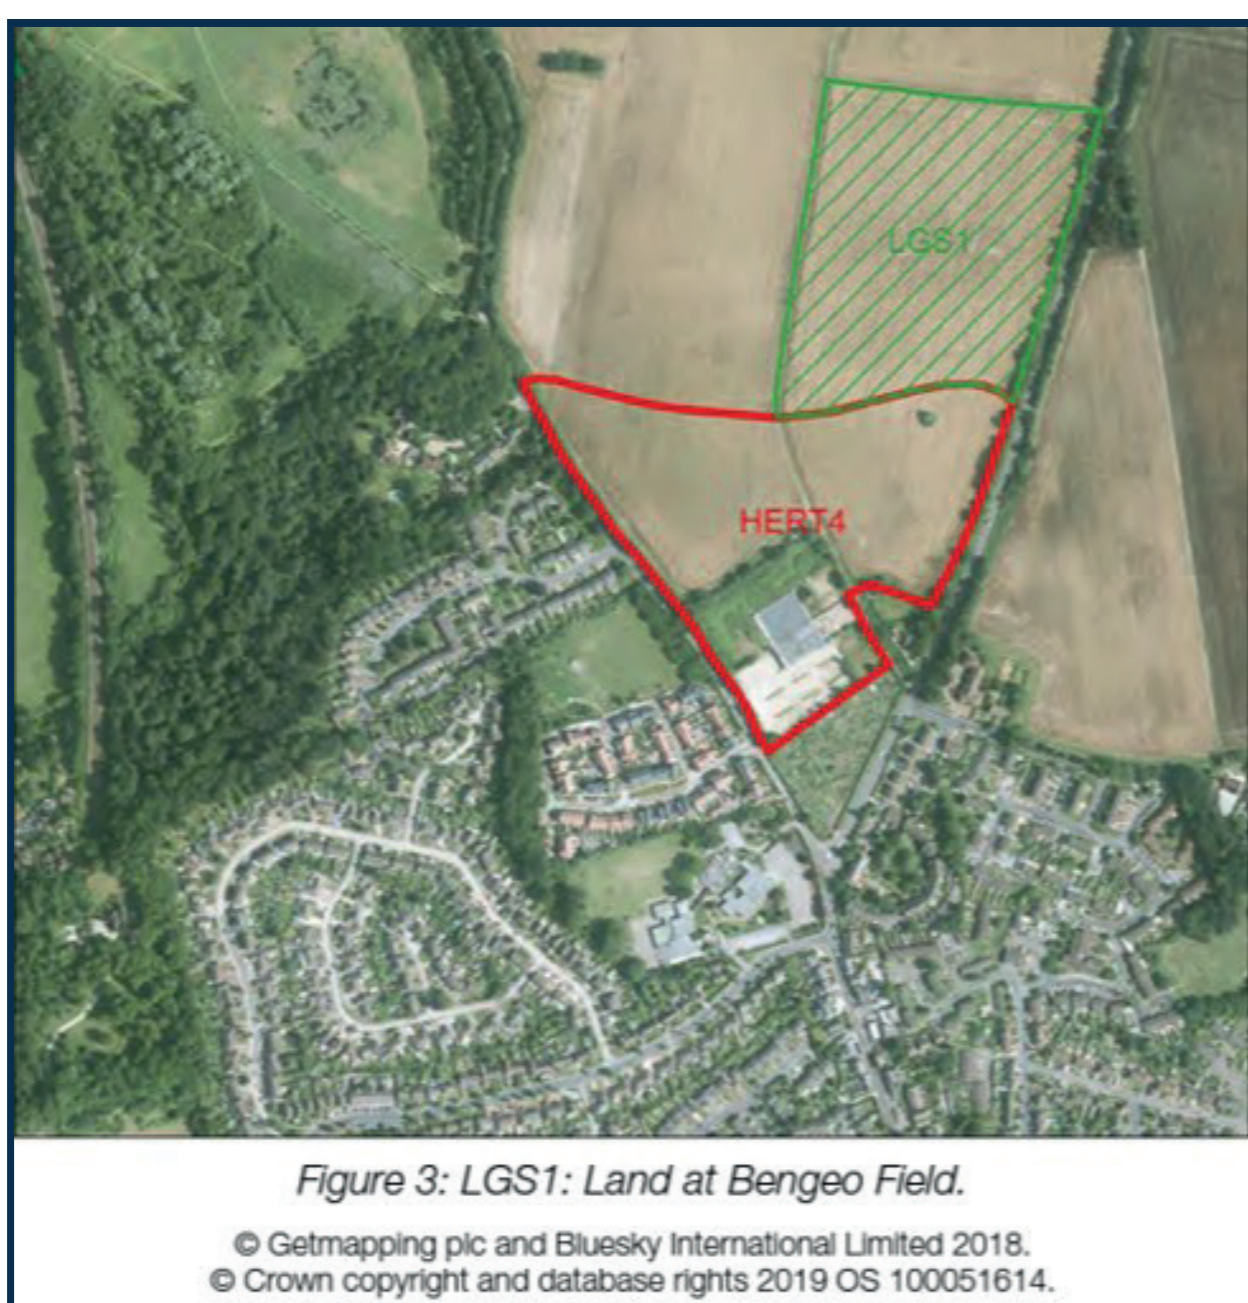 LGS1
HERT4
Figure 3: LGS1: Land at Bengeo Field.
© Getmapping plc and Bluesky International Limited 2018.
© Crown copyright and database rights 2019 OS 100051614.